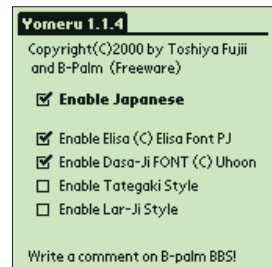 Yomeru 1.1.4
Copyright(C)2000 by Toshiya Fujii
and B-Palm (Freeware)
Enable Japanese
Enable Elisa (C) Elisa Font PJ
Enable Dasa-Ji FONT (C) Uhoon
Enable Tategaki Style
Enable Lar-Ji Style
Write a comment on B-palm BBS!